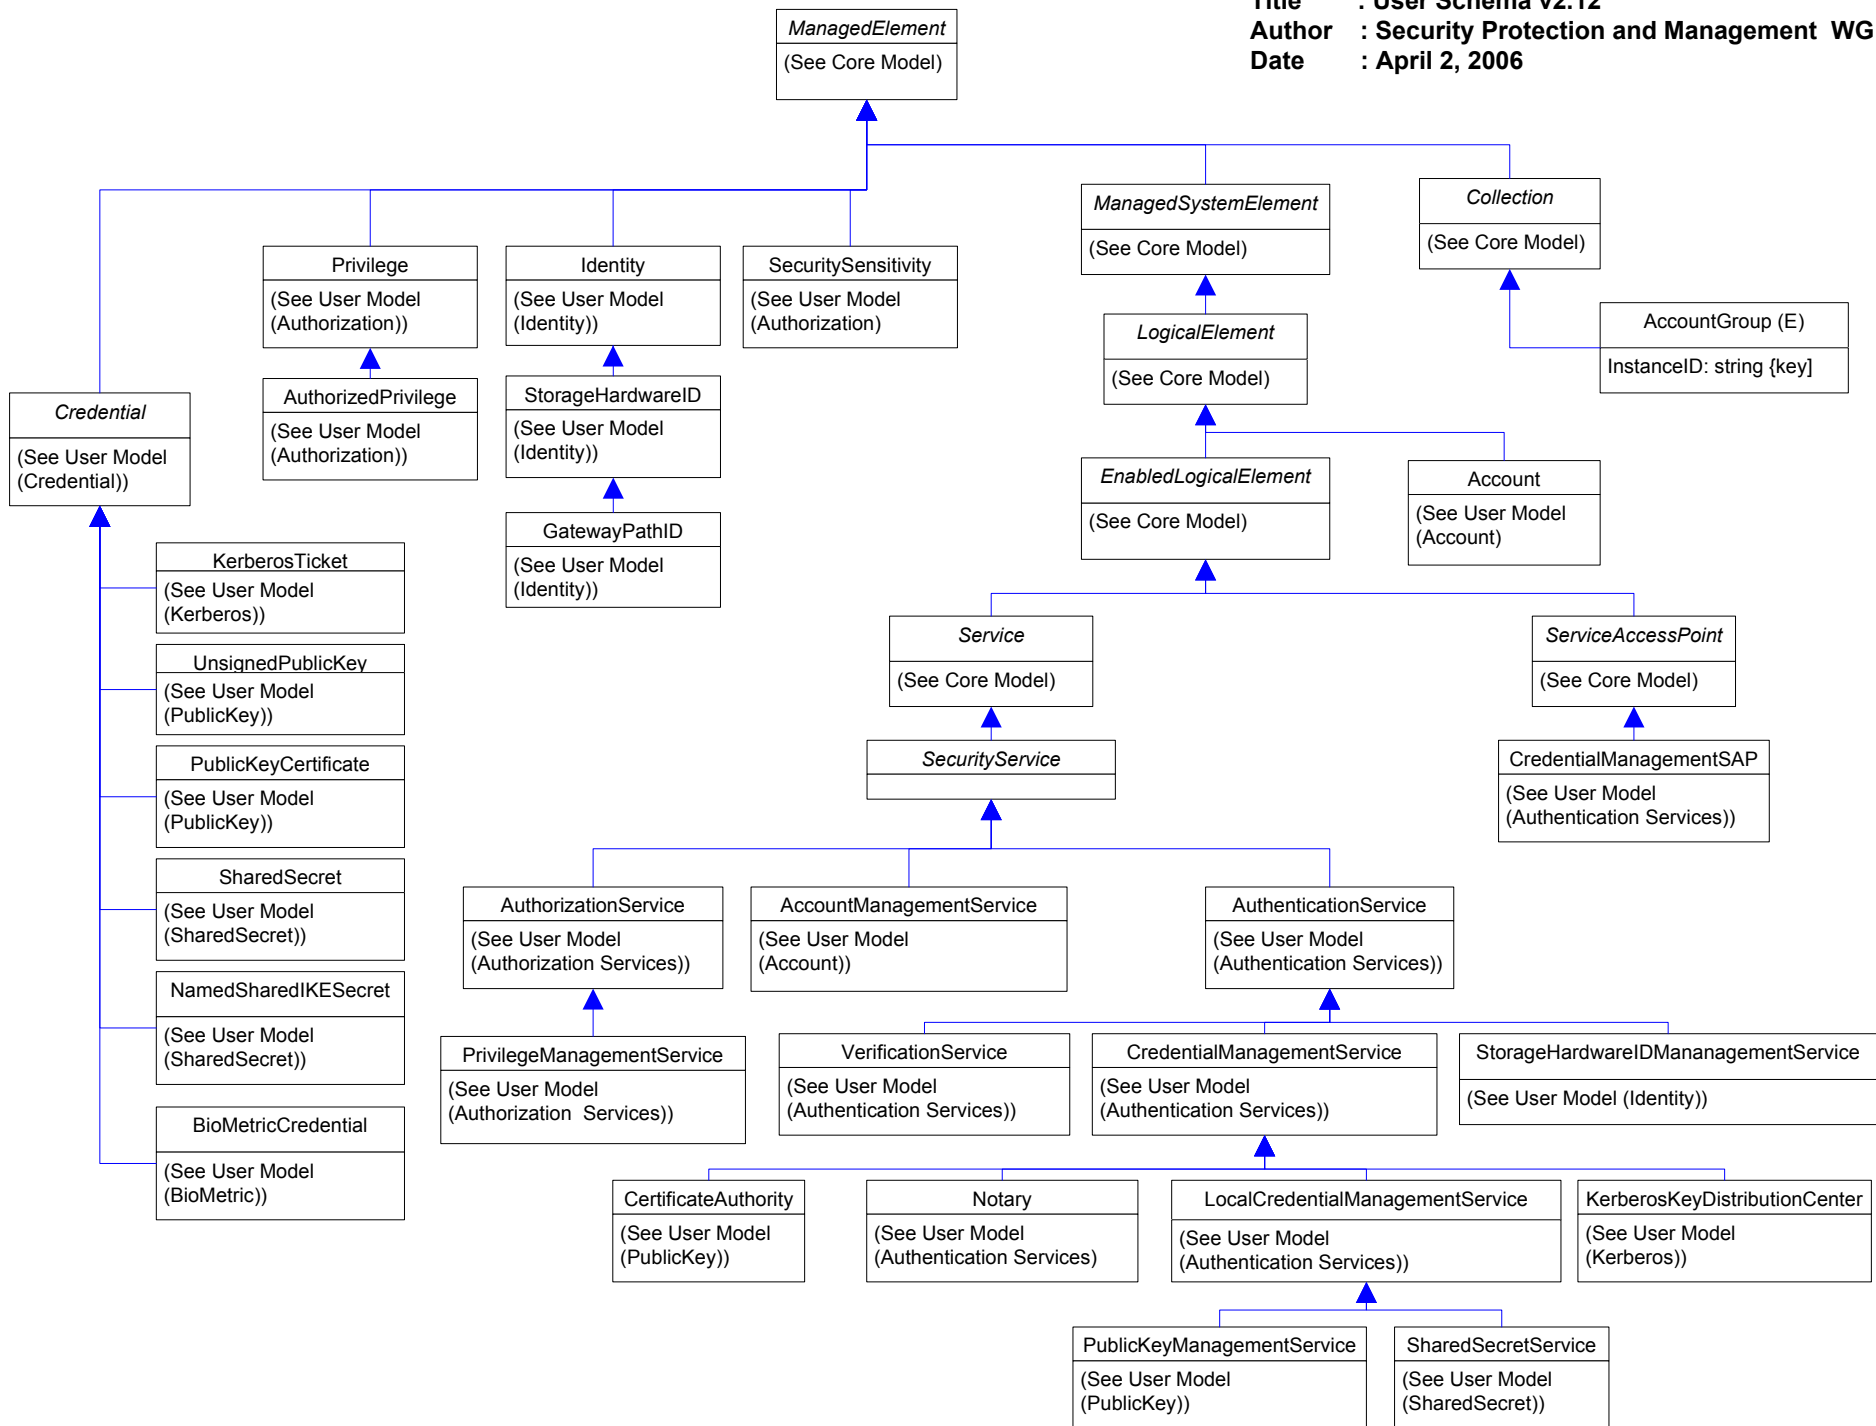 Title : User Schema v2.12
Author : Security Protection and Management WG
Date : April 2, 2006
ManagedElement
(See Core Model)
ManagedSystemElement
(See Core Model)
Collection
(See Core Model)
Privilege
(See User Model
(Authorization))
Identity
(See User Model
(Identity))
SecuritySensitivity
(See User Model
(Authorization)
LogicalElement
(See Core Model)
AccountGroup (E)
InstanceID: string {key]
Credential
(See User Model
(Credential))
AuthorizedPrivilege
(See User Model
(Authorization))
StorageHardwareID
(See User Model
(Identity))
EnabledLogicalElement
(See Core Model)
Account
(See User Model
(Account)
GatewayPathID
(See User Model
(Identity))
KerberosTicket
(See User Model
(Kerberos))
UnsignedPublicKey
(See User Model
(PublicKey))
PublicKeyCertificate
(See User Model
(PublicKey))
SharedSecret
(See User Model
(SharedSecret))
NamedSharedIKESecret
(See User Model
(SharedSecret))
BioMetricCredential
(See User Model
(BioMetric))
Service
(See Core Model)
ServiceAccessPoint
(See Core Model)
SecurityService
CredentialManagementSAP
(See User Model
(Authentication Services))
AuthorizationService
(See User Model
(Authorization Services))
AccountManagementService
(See User Model
(Account))
AuthenticationService
(See User Model
(Authentication Services))
PrivilegeManagementService
(See User Model
(Authorization Services))
VerificationService
(See User Model
(Authentication Services))
CredentialManagementService
(See User Model
(Authentication Services))
StorageHardwareIDMananagementService
(See User Model (Identity))
CertificateAuthority
(See User Model
(PublicKey))
Notary
(See User Model
(Authentication Services)
LocalCredentialManagementService
(See User Model
(Authentication Services))
KerberosKeyDistributionCenter
(See User Model
(Kerberos))
PublicKeyManagementService
(See User Model
(PublicKey))
SharedSecretService
(See User Model
(SharedSecret))